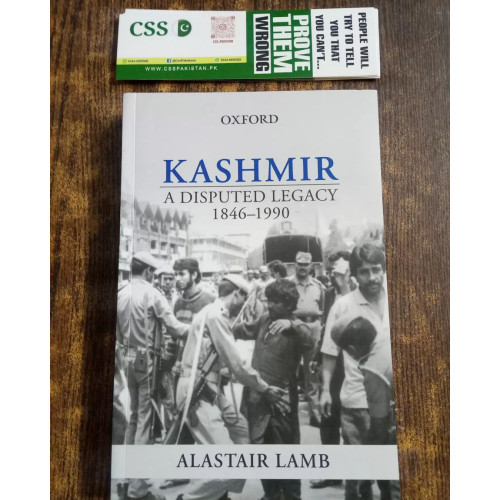 CSS
WWW.CSSPAKISTAN.PK
PROVE
THEM
WRONG
PEOPLE WILL
TRY TO TELL
YOU THAT
YOU CAN'T...
OXFORD
KASHMIR
A DISPUTED LEGACY
1846–1990
ALASTAIR LAMB